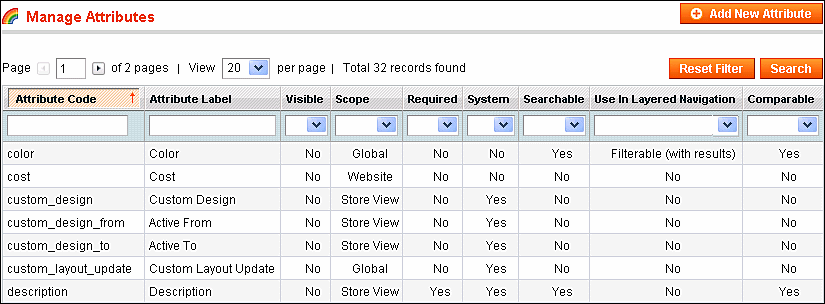 Manage Attributes Add New Attribute
Page 1 of 2 pages | View 20 per page | Total 32 records found Reset Filter Search
Attribute Code Attribute Label Visible Scope Required System Searchable Use In Layered Navigation Comparable
color Color No Global No No Yes Filterable (with results) Yes
cost Cost No Website No No No No No
custom_design Custom Design No Store View No Yes No No No
custom_design_from Active From No Store View No Yes No No No
custom_design_to Active To No Store View No Yes No No No
custom_layout_update Custom Layout Update No Global No Yes No No No
description Description No Store View Yes Yes Yes No Yes